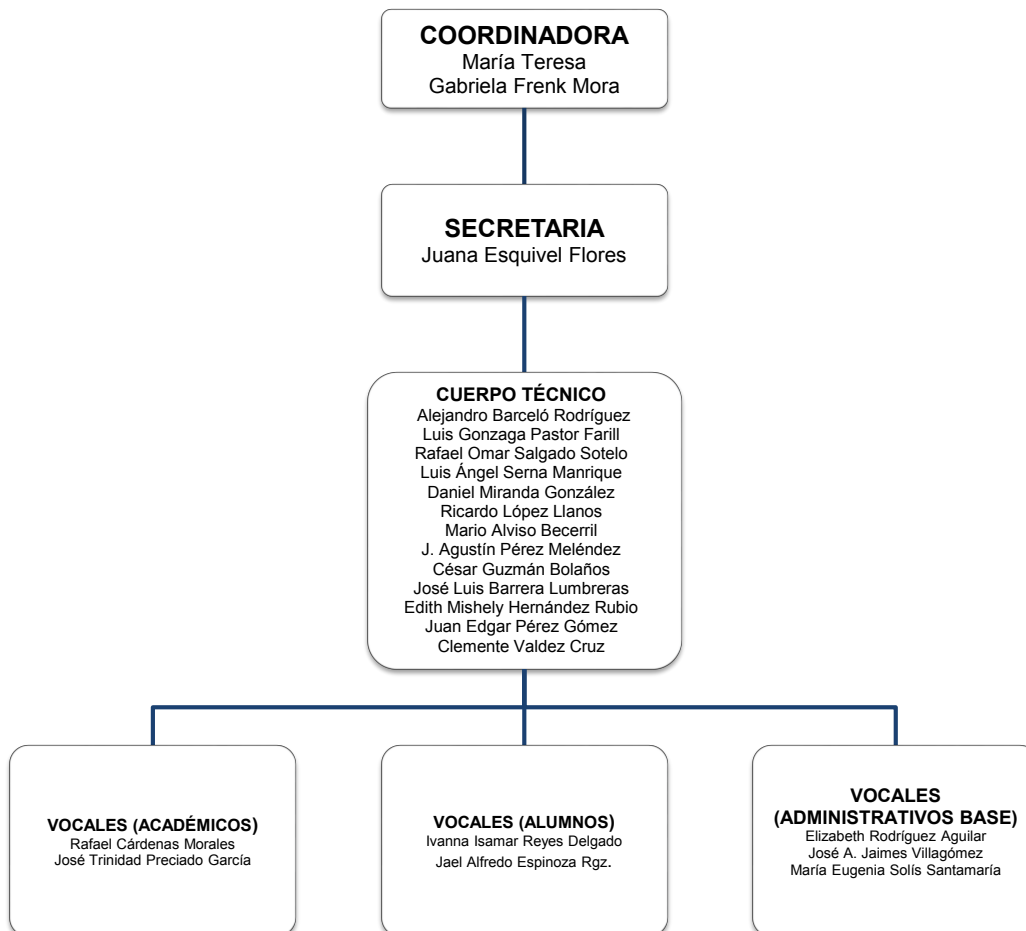 COORDINADORA
María Teresa
Gabriela Frenk Mora
SECRETARIA
Juana Esquivel Flores
CUERPO TÉCNICO
Alejandro Barceló Rodríguez
Luis Gonzaga Pastor Farill
Rafael Omar Salgado Sotelo
Luis Ángel Serna Manrique
Daniel Miranda González
Ricardo López Llanos
Mario Alviso Becerril
J. Agustín Pérez Meléndez
César Guzmán Bolaños
José Luis Barrera Lumbreras
Edith Mishely Hernández Rubio
Juan Edgar Pérez Gómez
Clemente Valdez Cruz
VOCALES (ACADÉMICOS)
Rafael Cárdenas Morales
José Trinidad Preciado García
VOCALES (ALUMNOS)
Ivanna Isamar Reyes Delgado
Jael Alfredo Espinoza Rgz.
VOCALES
(ADMINISTRATIVOS BASE)
Elizabeth Rodríguez Aguilar
José A. Jaimes Villagómez
María Eugenia Solís Santamaría